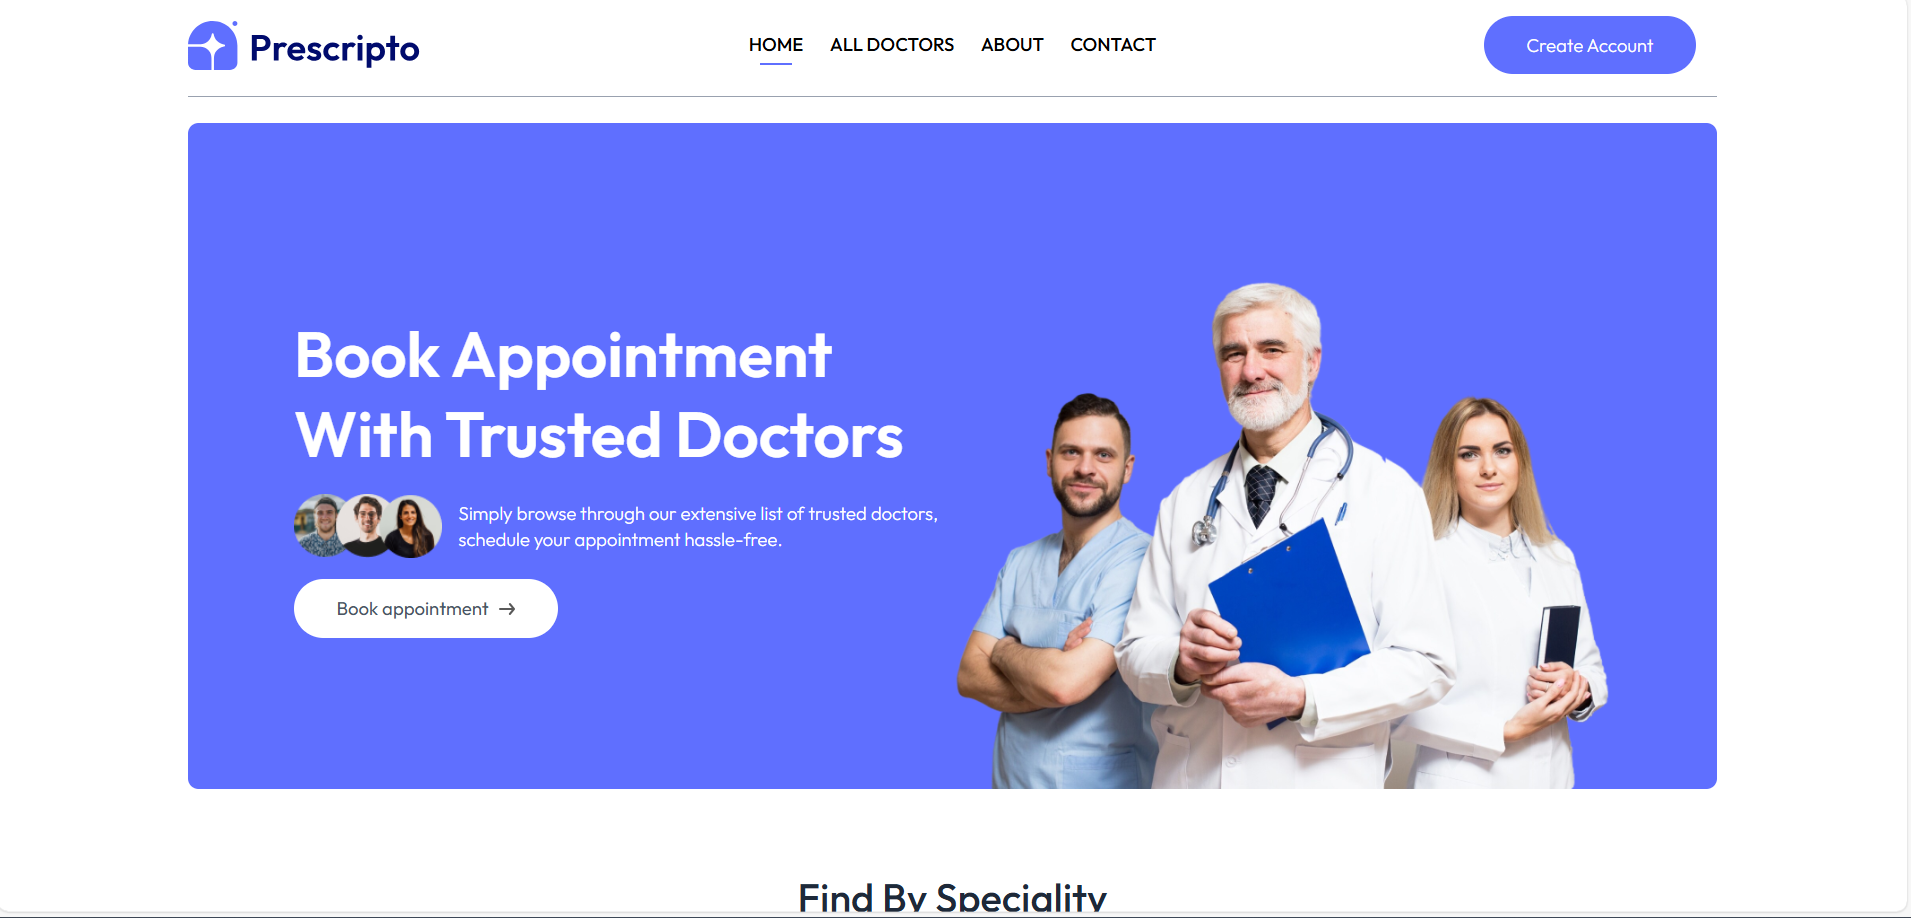 Prescripto
HOME
ALL DOCTORS
ABOUT
CONTACT
Create Account
Book Appointment
With Trusted Doctors
Simply browse through our extensive list of trusted doctors,
schedule your appointment hassle-free.
Book appointment →
Find By Speciality